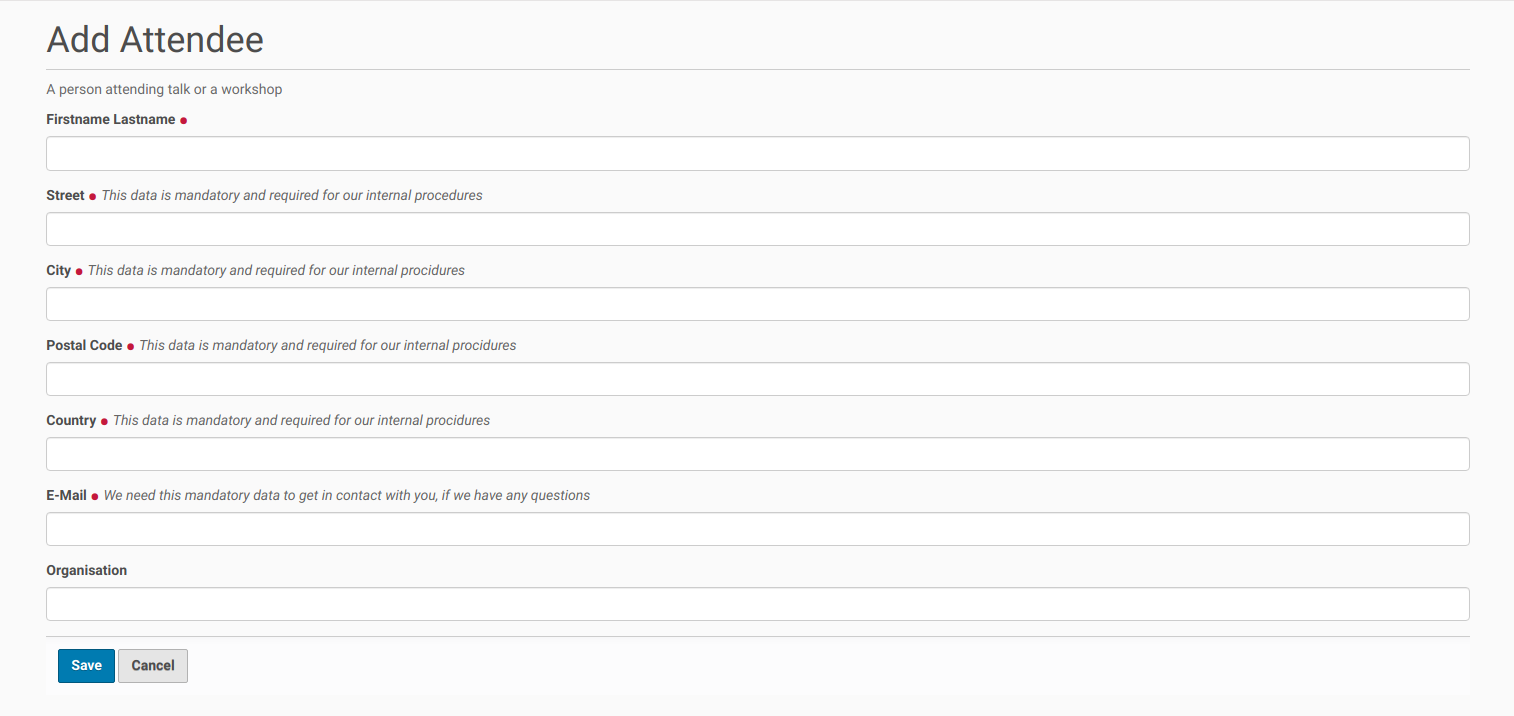 Add Attendee
A person attending talk or a workshop
Firstname Lastname
Street This data is mandatory and required for our internal procedures
City This data is mandatory and required for our internal procidures
Postal Code This data is mandatory and required for our internal procidures
Country This data is mandatory and required for our internal procidures
E-Mail We need this mandatory data to get in contact with you, if we have any questions
Organisation
Save Cancel